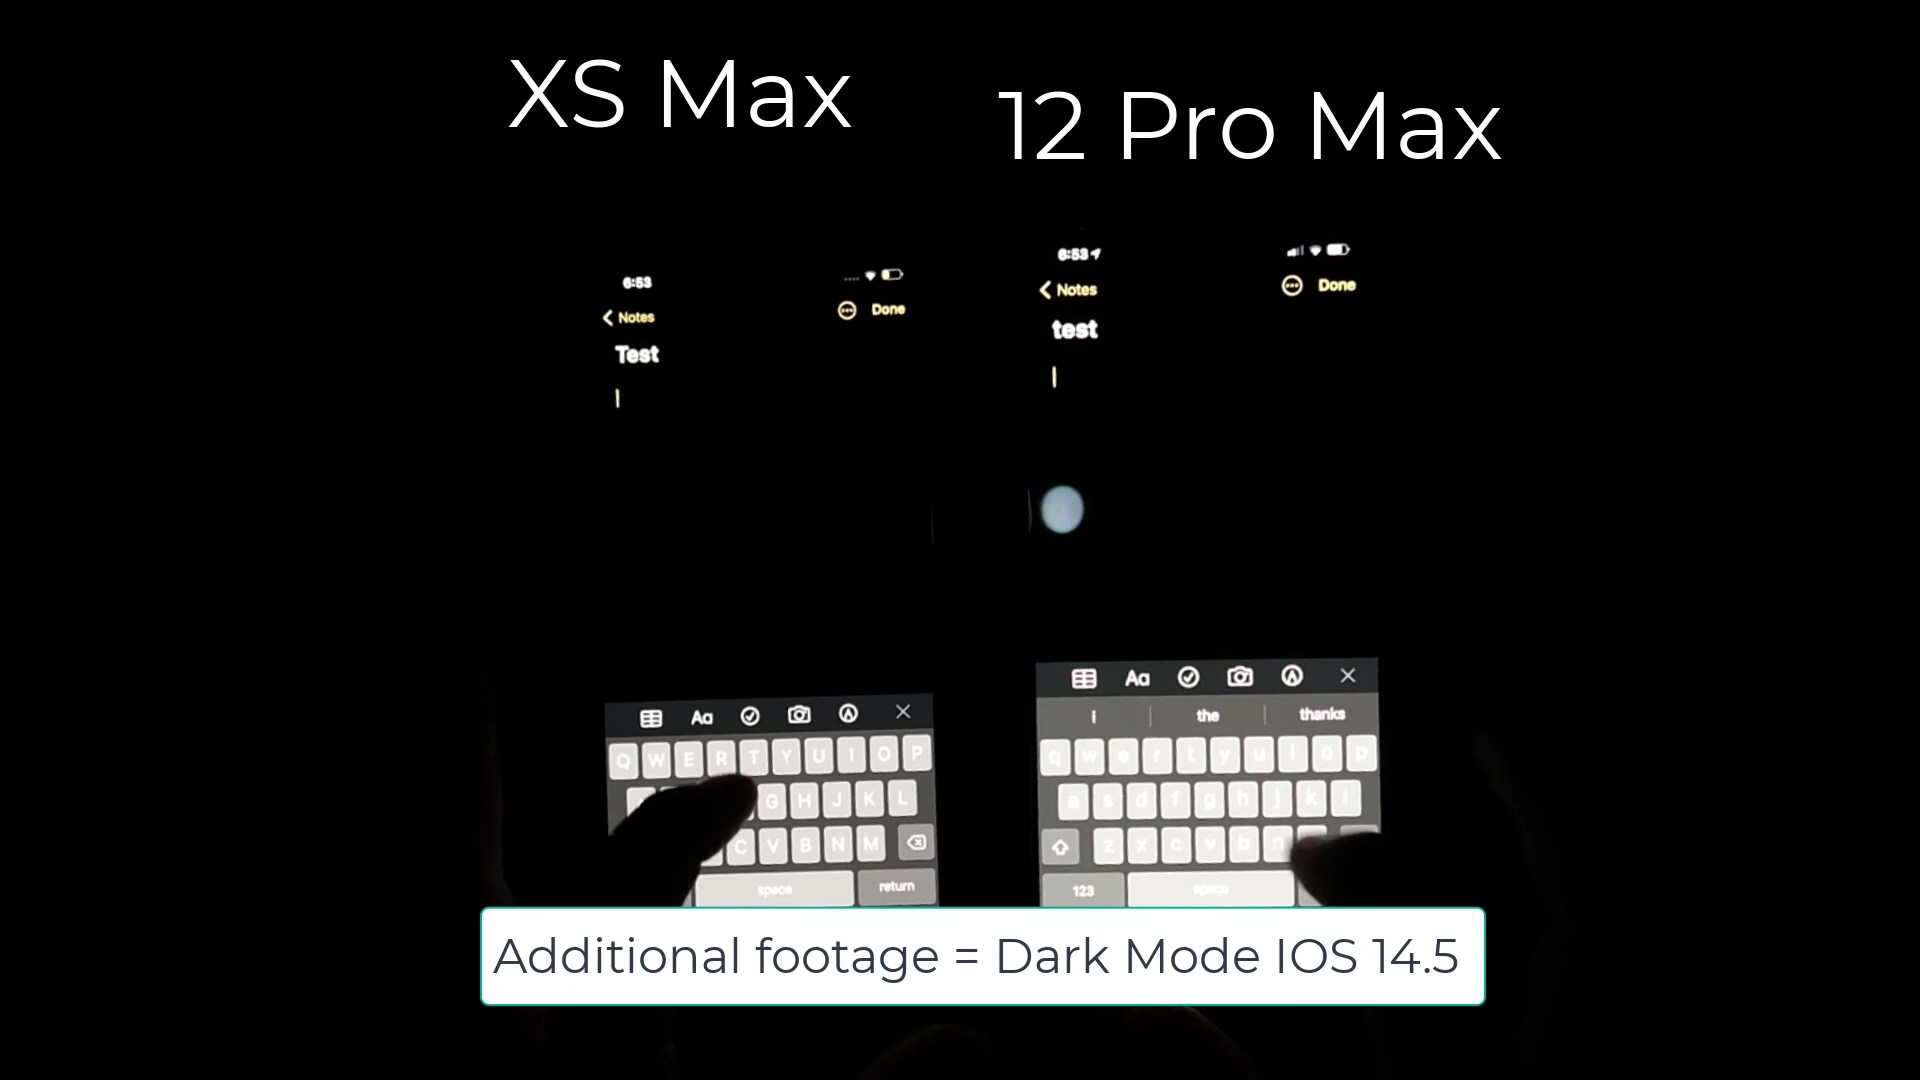 XS Max
12 Pro Max
6:53
Notes
Done
Test
Aa
Q W E R T Y U I O P
G H J K L
C V B N M
space
return
6:53
Notes
Done
test
Aa
i
the
thanks
q w e r t y u i o p
a s d f g h j k l
z x c v b n
123
space
Additional footage = Dark Mode IOS 14.5